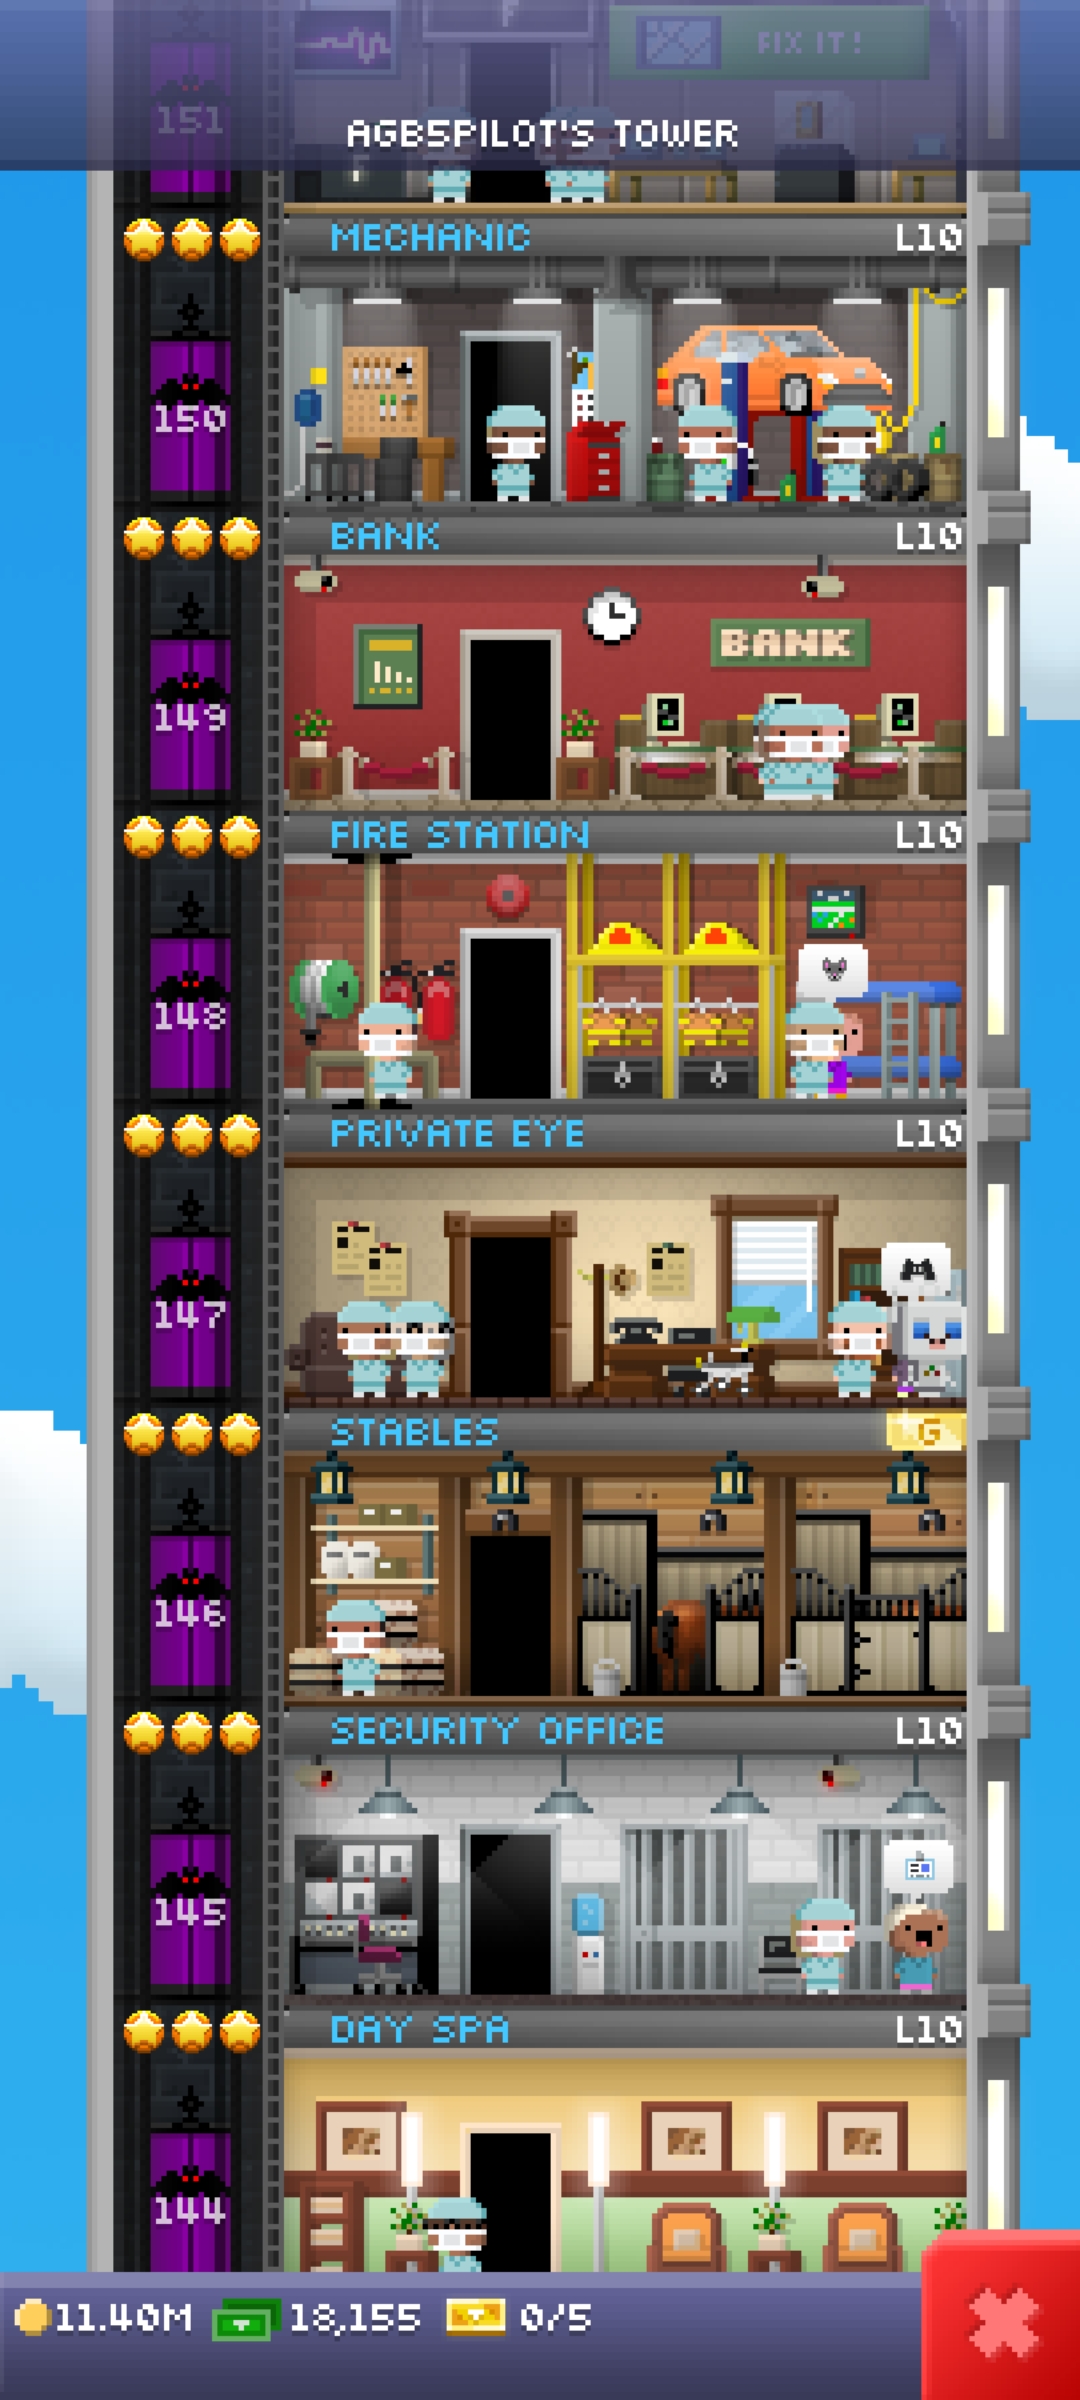 151
FIX IT!
AGB5PILOT'S TOWER
MECHANIC L10
150
BANK L10
BANK
149
FIRE STATION L10
148
PRIVATE EYE L10
147
STABLES G
146
SECURITY OFFICE L10
145
DAY SPA L10
144
11.40M 18,155 0/5